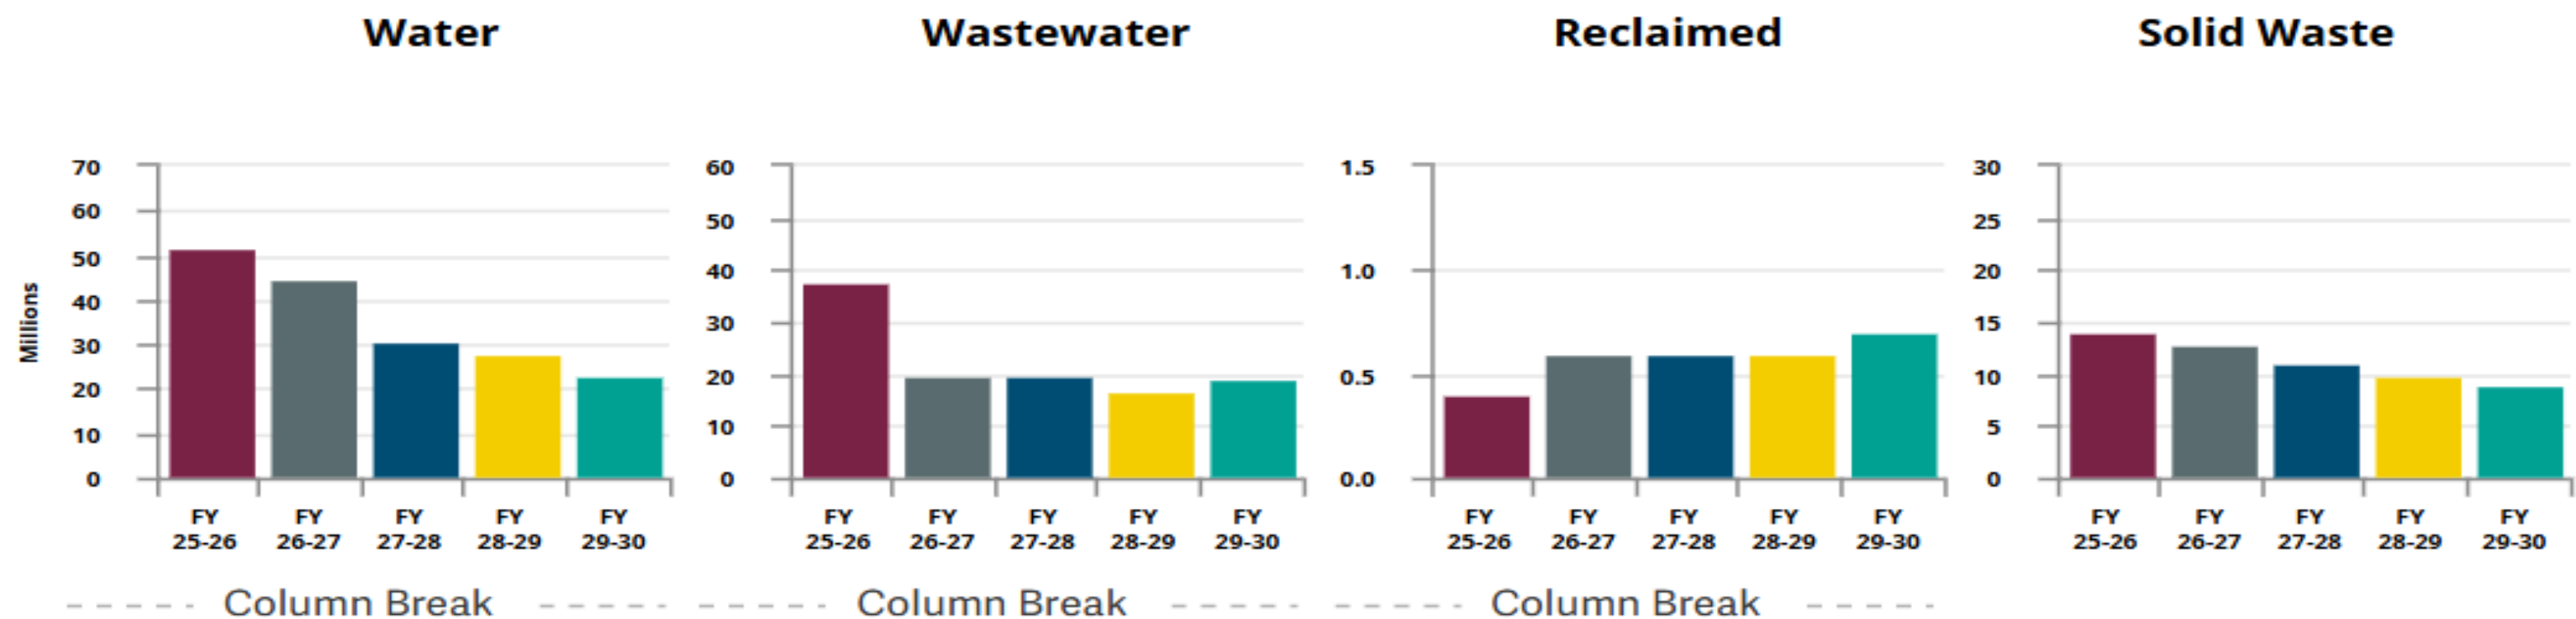 Water
Wastewater
Reclaimed
Solid Waste
Millions
70
60
50
40
30
20
10
0
FY
25-26
FY
26-27
FY
27-28
FY
28-29
FY
29-30
60
50
40
30
20
10
0
FY
25-26
FY
26-27
FY
27-28
FY
28-29
FY
29-30
1.5
1.0
0.5
0.0
FY
25-26
FY
26-27
FY
27-28
FY
28-29
FY
29-30
30
25
20
15
10
5
0
FY
25-26
FY
26-27
FY
27-28
FY
28-29
FY
29-30
Column Break
Column Break
Column Break